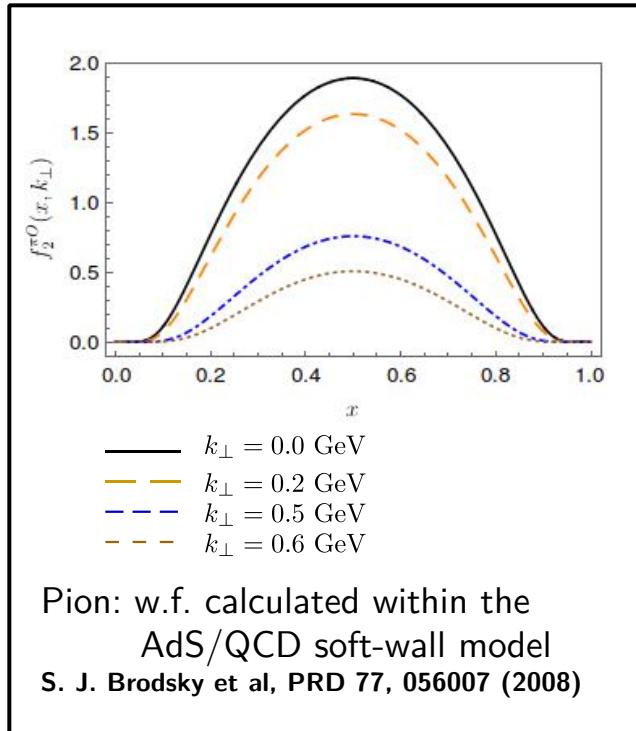 2.0
1.5
1.0
0.5
0.0
f_2^{πO}(x, k_⊥)
0.0 0.2 0.4 0.6 0.8 1.0
x
k_⊥ = 0.0 GeV
k_⊥ = 0.2 GeV
k_⊥ = 0.5 GeV
k_⊥ = 0.6 GeV
Pion: w.f. calculated within the
AdS/QCD soft-wall model
S. J. Brodsky et al, PRD 77, 056007 (2008)